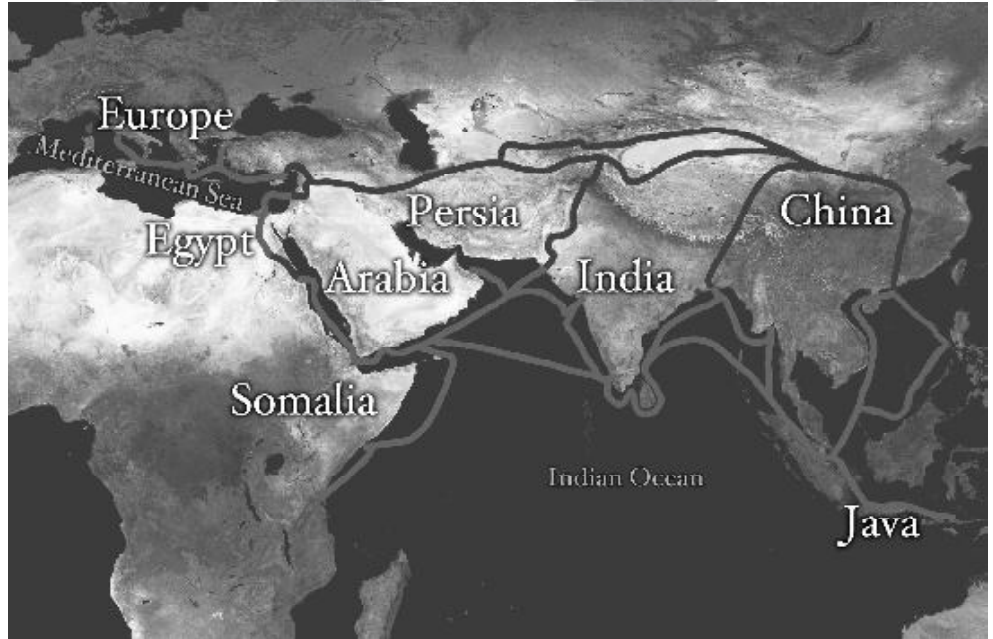 Europe
Mediterranean Sea
Egypt
Persia
Arabia
India
China
Somalia
Indian Ocean
Java